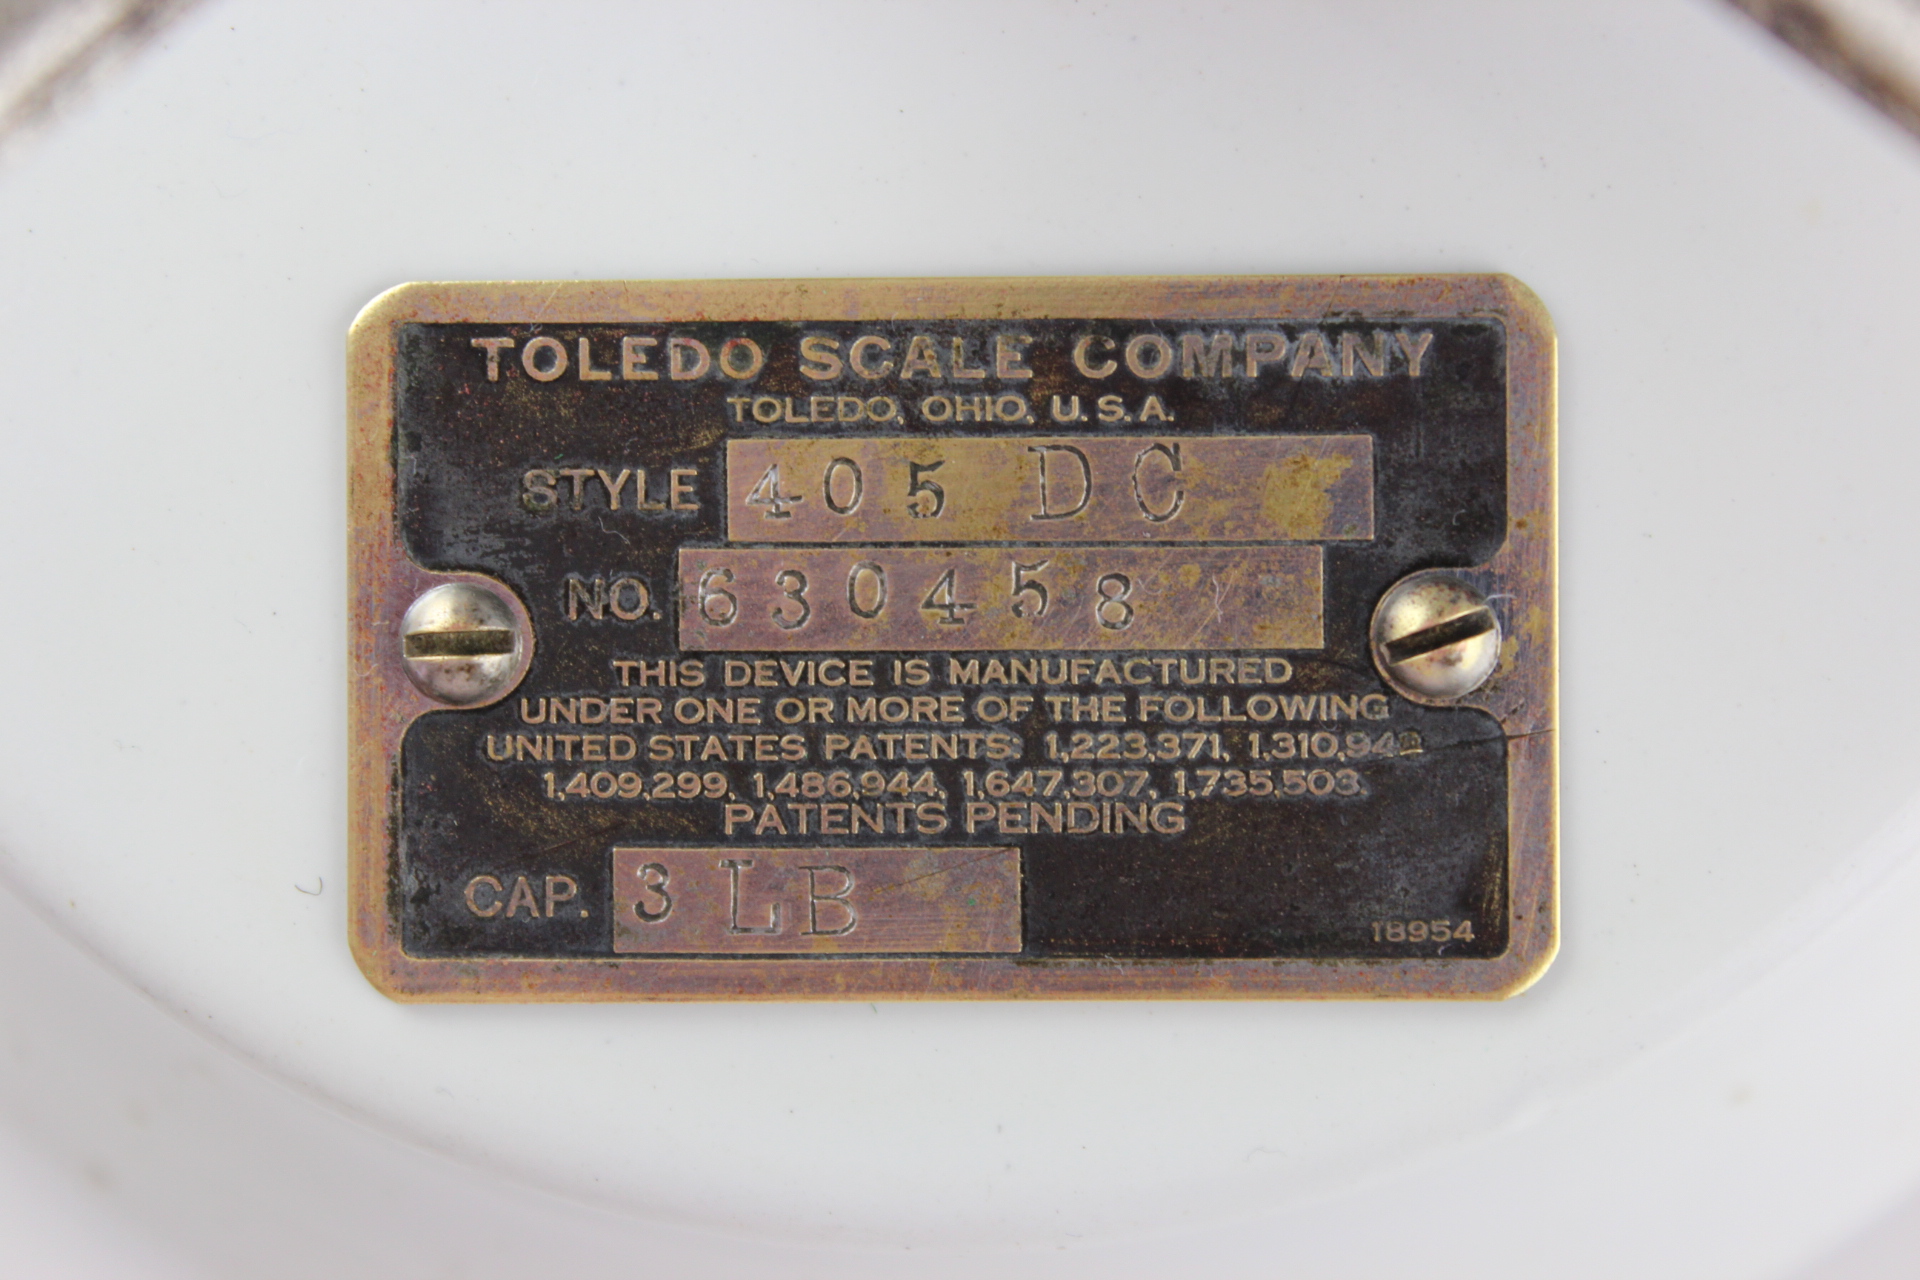 TOLEDO SCALE COMPANY
TOLEDO, OHIO, U.S.A.
STYLE 405 DC
NO. 630458
THIS DEVICE IS MANUFACTURED
UNDER ONE OR MORE OF THE FOLLOWING
UNITED STATES PATENTS: 1,223,371, 1,310,942
1,409,299, 1,486,944, 1,647,307, 1,735,503,
PATENTS PENDING
CAP. 3 LB
18954